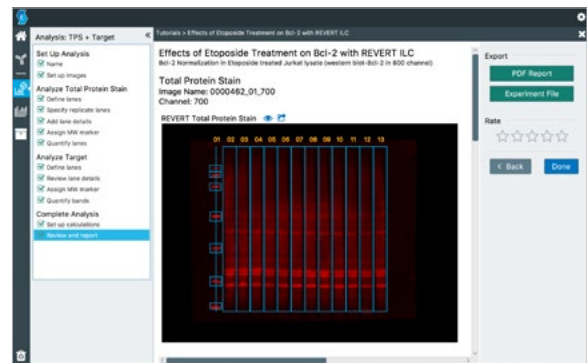 Analysis: TPS + Target
Tutorials > Effects of Etoposide Treatment on Bcl-2 with REVERT ILC
Set Up Analysis
Name
Set up images
Analyze Total Protein Stain
Define lanes
Specify replicate lanes
Add lane details
Assign MW marker
Quantify lanes
Analyze Target
Define lanes
Review lane details
Assign MW marker
Quantify bands
Complete Analysis
Set up calculations
Review and report
Effects of Etoposide Treatment on Bcl-2 with REVERT ILC
Bcl-2 Normalization in Etoposide treated Jurkat lysate (western blot-Bcl-2 in 800 channel)
Total Protein Stain
Image Name: 0000462_01_700
Channel: 700
REVERT Total Protein Stain
01 02 03 04 05 06 07 08 09 10 11 12 13
Export
PDF Report
Experiment File
Rate
< Back
Done